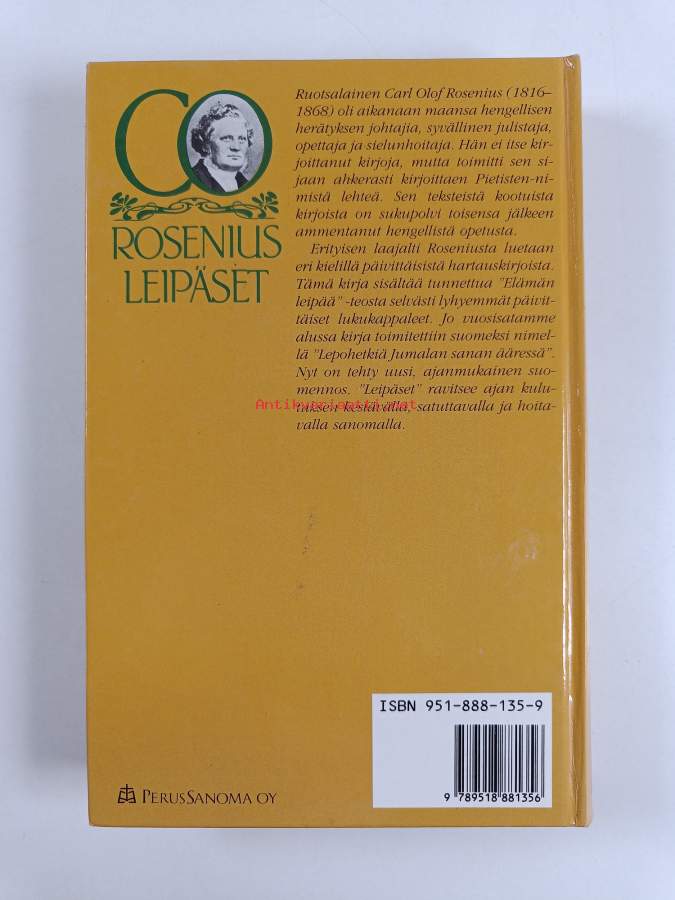 CO
ROSENIUS
LEIPÄSET
Ruotsalainen Carl Olof Rosenius (1816–
1868) oli aikanaan maansa hengellisen
herätyksen johtajia, syvällinen julistaja,
opettaja ja sielunhoitaja. Hän ei itse kir-
joittanut kirjoja, mutta toimitti sen si-
jaan ahkerasti kirjoittaen Pietisten-ni-
mistä lehteä. Sen teksteistä kootuista
kirjoista on sukupolvi toisensa jälkeen
ammentanut hengellistä opetusta.
Erityisen laajalti Roseniusta luetaan
eri kielillä päivittäisistä hartauskirjoista.
Tämä kirja sisältää tunnettua "Elämän
leipää" -teosta selvästi lyhyemmät päivit-
täiset lukukappaleet. Jo vuosisatamme
alussa kirja toimitettiin suomeksi nimel-
lä "Lepohetkiä Jumalan sanan ääressä".
Nyt on tehty uusi, ajanmukainen suo-
mennos. "Leipäset" ravitsee ajan kulu-
tuksen kestävällä, satuttavalla ja hoita-
valla sanomalla.
Antikvariaatti.net
ISBN 951-888-135-9
9 789518 881356
PERUSSANOMA OY